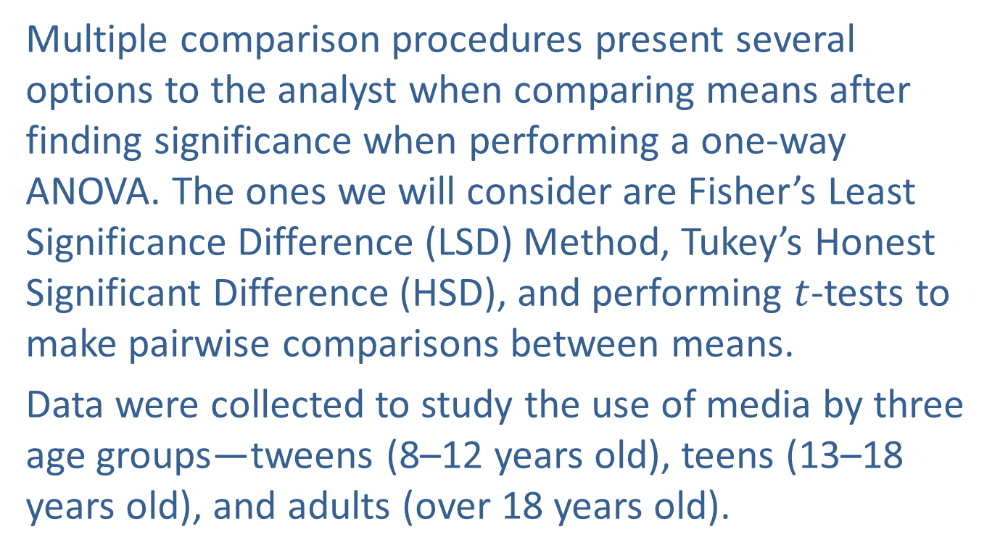 Multiple comparison procedures present several
options to the analyst when comparing means after
finding significance when performing a one-way
ANOVA. The ones we will consider are Fisher’s Least
Significance Difference (LSD) Method, Tukey’s Honest
Significant Difference (HSD), and performing t-tests to
make pairwise comparisons between means.
Data were collected to study the use of media by three
age groups—tweens (8–12 years old), teens (13–18
years old), and adults (over 18 years old).